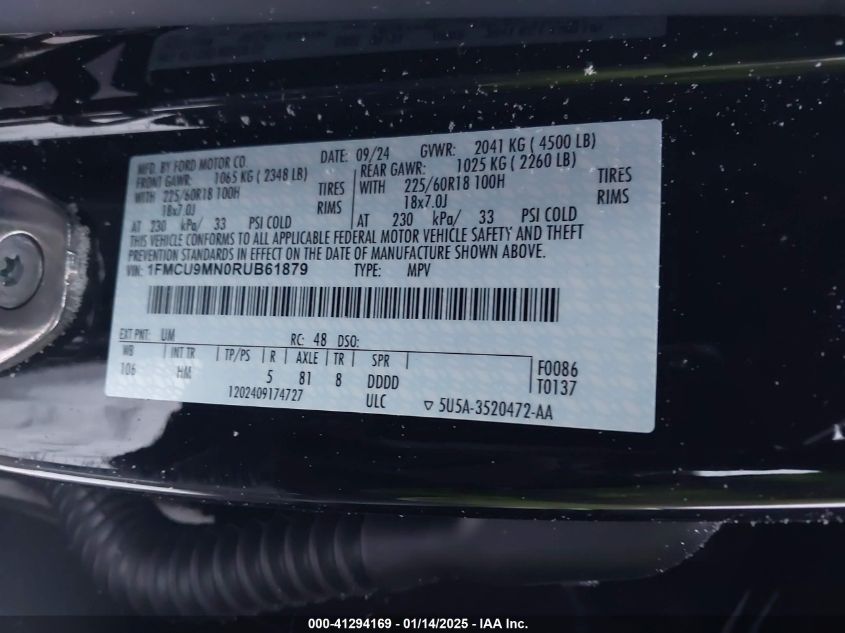 MFD. BY FORD MOTOR CO. DATE: 09/24 GVWR: 2041 KG ( 4500 LB)
FRONT GAWR: 1065 KG ( 2348 LB) REAR GAWR: 1025 KG ( 2260 LB)
WITH 225/60R18 100H TIRES WITH 225/60R18 100H TIRES
18x7.0J RIMS 18x7.0J RIMS
AT 230 kPa/ 33 PSI COLD AT 230 kPa/ 33 PSI COLD
THIS VEHICLE CONFORMS TO ALL APPLICABLE FEDERAL MOTOR VEHICLE SAFETY AND THEFT
PREVENTION STANDARDS IN EFFECT ON THE DATE OF MANUFACTURE SHOWN ABOVE.
VIN: 1FMCU9MN0RUB61879 TYPE: MPV
EXT PNT: UM RC: 48 DSO:
WB INT TR TP/PS R AXLE TR SPR F0086
106 HM 5 81 8 DDDD T0137
1202409174727 ULC ▽ 5U5A-3520472-AA
000-41294169 - 01/14/2025 - IAA Inc.